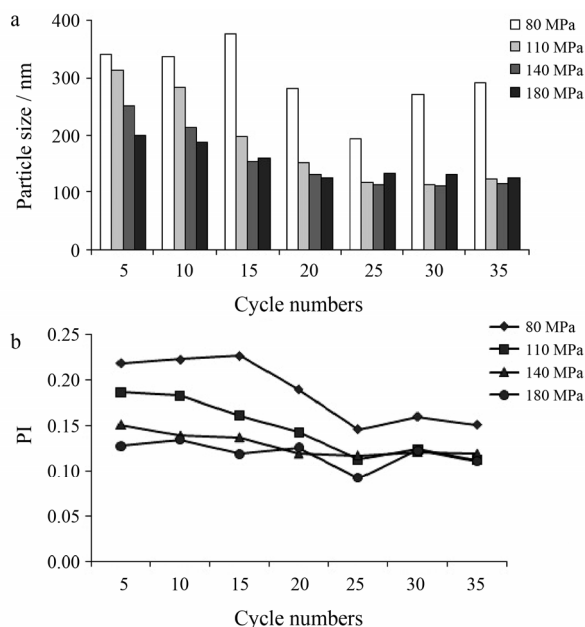 a
Particle size / nm
400
300
200
100
0
80 MPa
110 MPa
140 MPa
180 MPa
5 10 15 20 25 30 35
Cycle numbers
b
PI
0.25
0.20
0.15
0.10
0.05
0.00
80 MPa
110 MPa
140 MPa
180 MPa
5 10 15 20 25 30 35
Cycle numbers